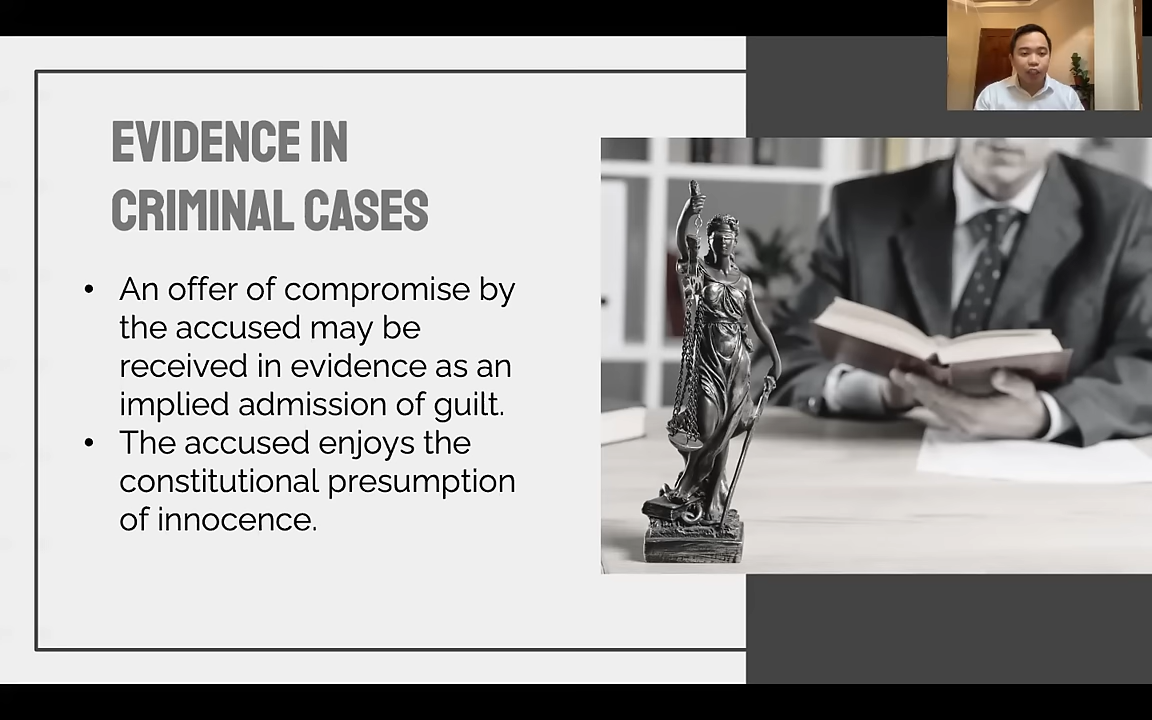 EVIDENCE IN
CRIMINAL CASES
• An offer of compromise by
the accused may be
received in evidence as an
implied admission of guilt.
• The accused enjoys the
constitutional presumption
of innocence.